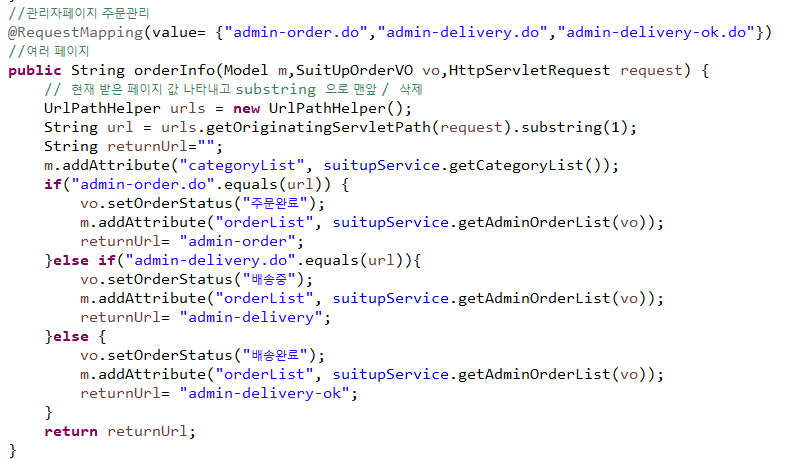 //관리자페이지 주문관리
@RequestMapping(value= {"admin-order.do","admin-delivery.do","admin-delivery-ok.do"})
//여러 페이지
public String orderInfo(Model m,SuitUpOrderVO vo,HttpServletRequest request) {
    // 현재 받은 페이지 값 나타내고 substring 으로 맨앞 / 삭제
    UrlPathHelper urls = new UrlPathHelper();
    String url = urls.getOriginatingServletPath(request).substring(1);
    String returnUrl="";
    m.addAttribute("categoryList", suitupService.getCategoryList());
    if("admin-order.do".equals(url)) {
        vo.setOrderStatus("주문완료");
        m.addAttribute("orderList", suitupService.getAdminOrderList(vo));
        returnUrl= "admin-order";
    }else if("admin-delivery.do".equals(url)){
        vo.setOrderStatus("배송중");
        m.addAttribute("orderList", suitupService.getAdminOrderList(vo));
        returnUrl= "admin-delivery";
    }else {
        vo.setOrderStatus("배송완료");
        m.addAttribute("orderList", suitupService.getAdminOrderList(vo));
        returnUrl= "admin-delivery-ok";
    }
    return returnUrl;
}